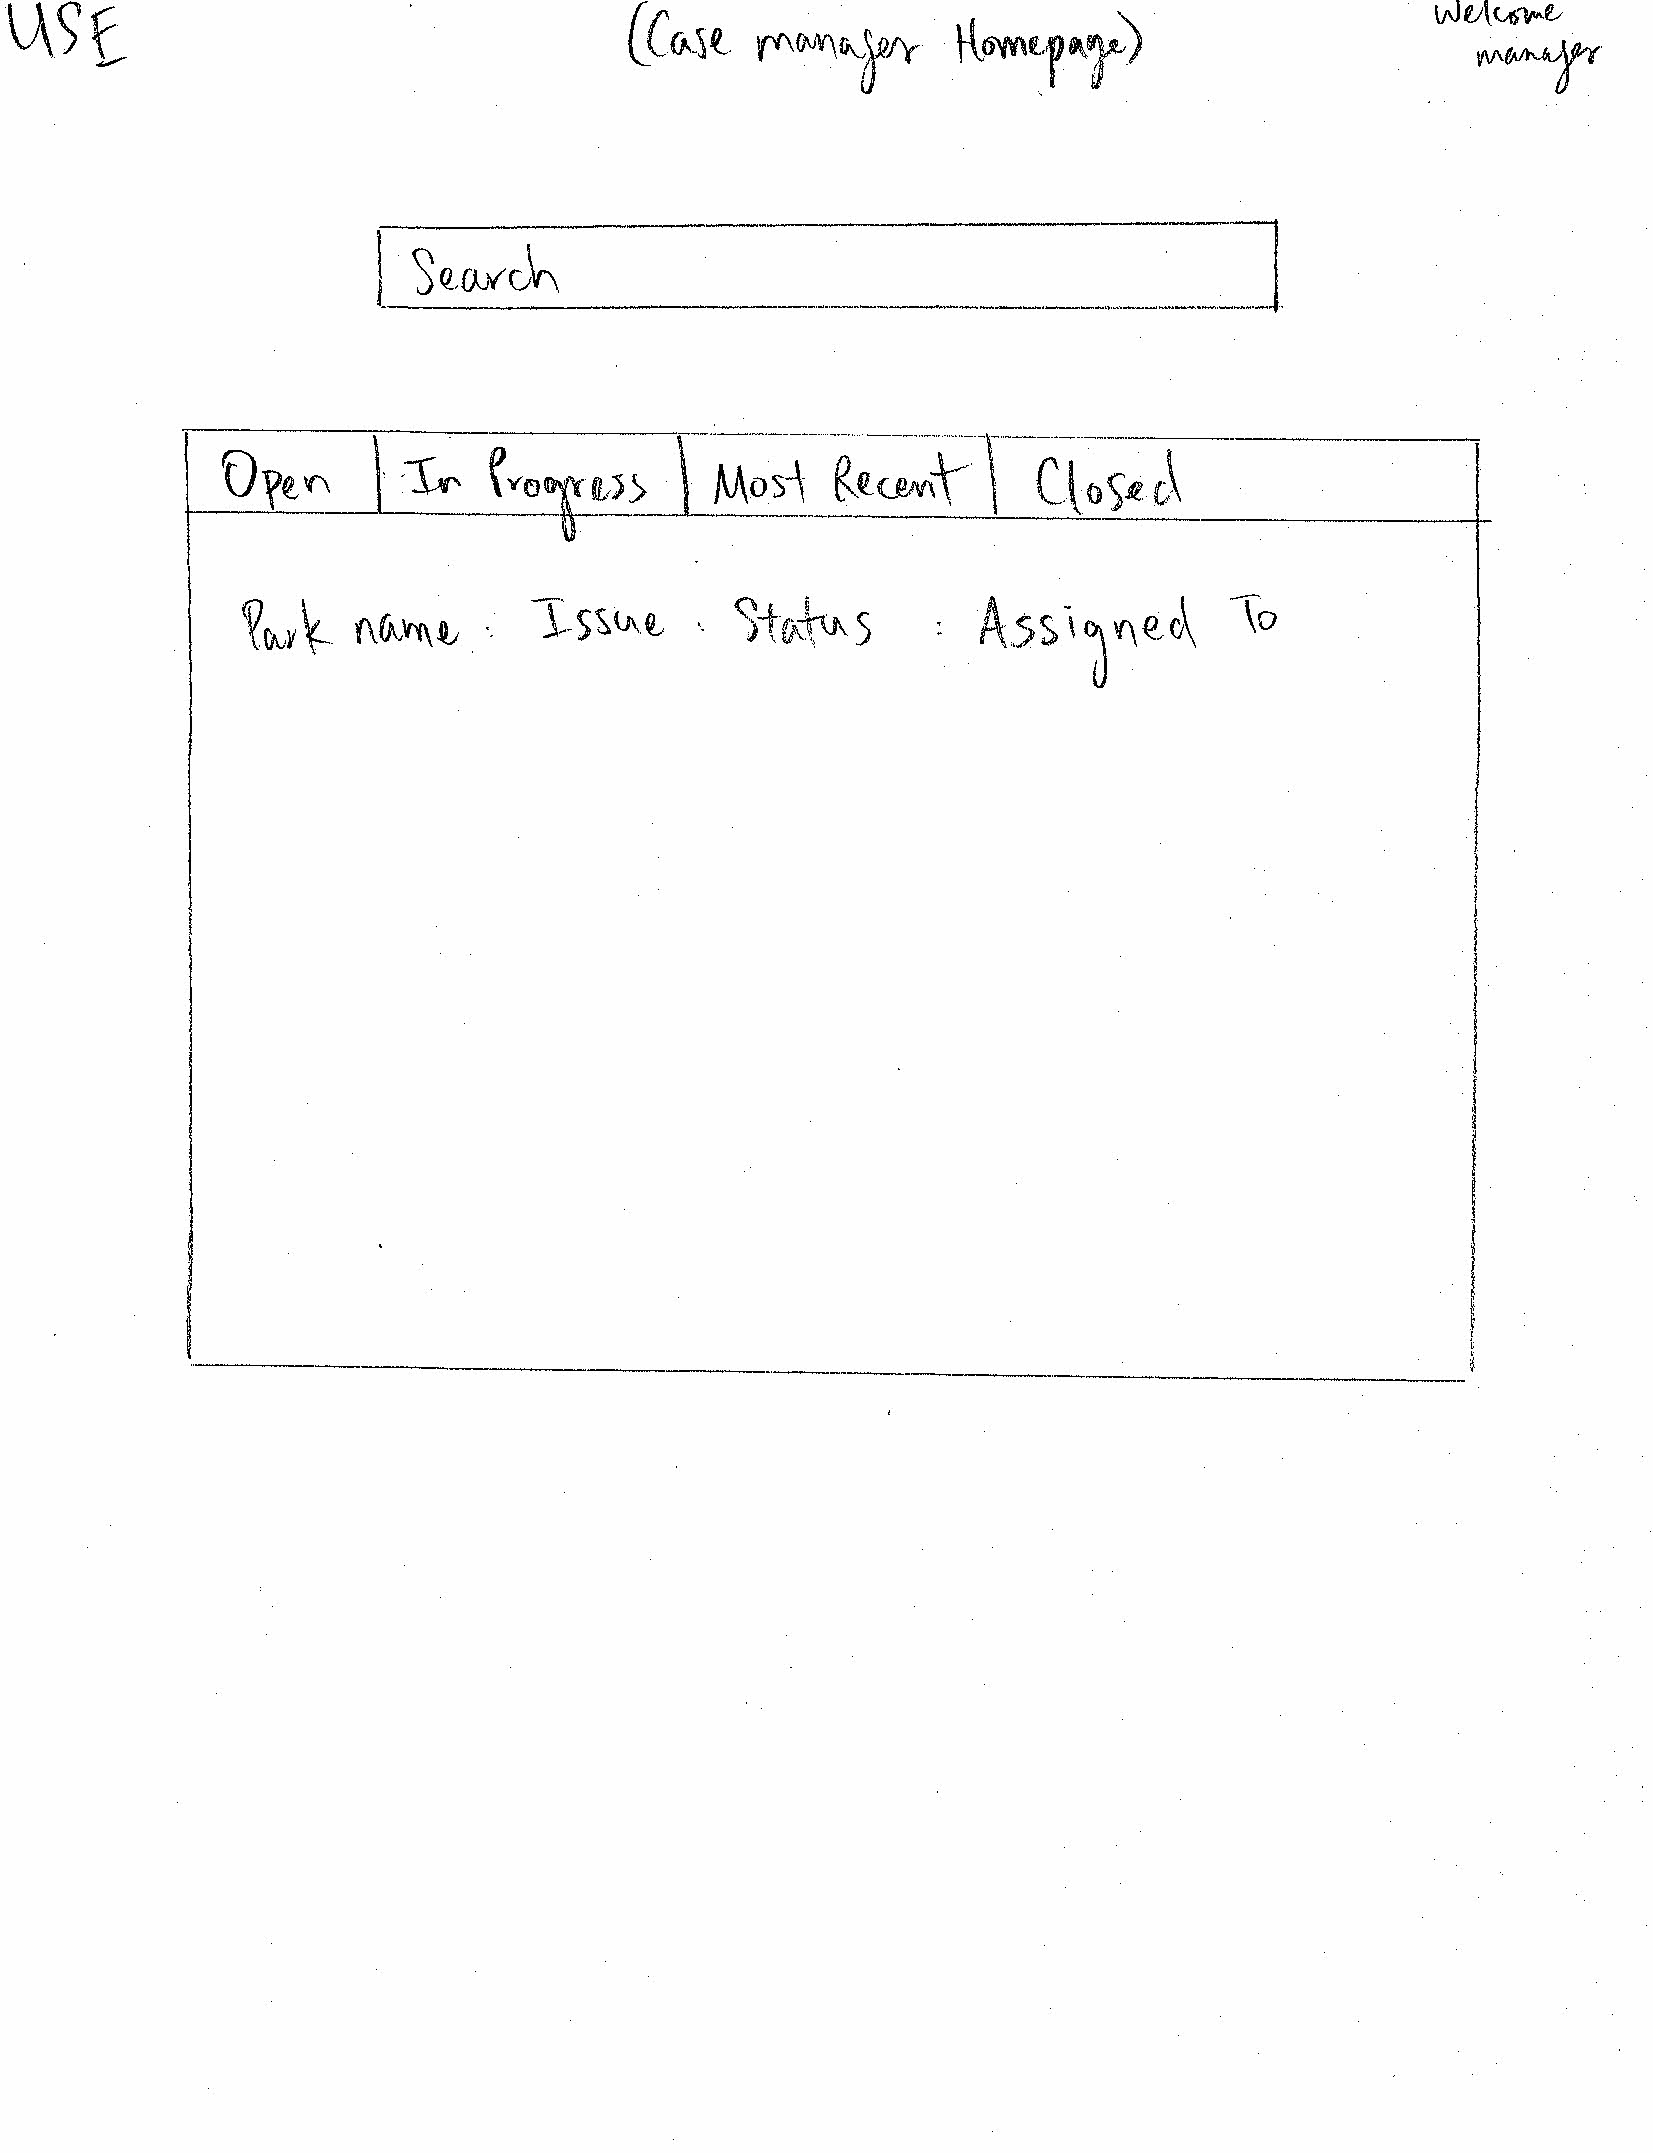 USE
(Case manager Homepage)
Welcome
manager
Search
Open | In Progress | Most Recent | Closed
Park name : Issue : Status : Assigned To